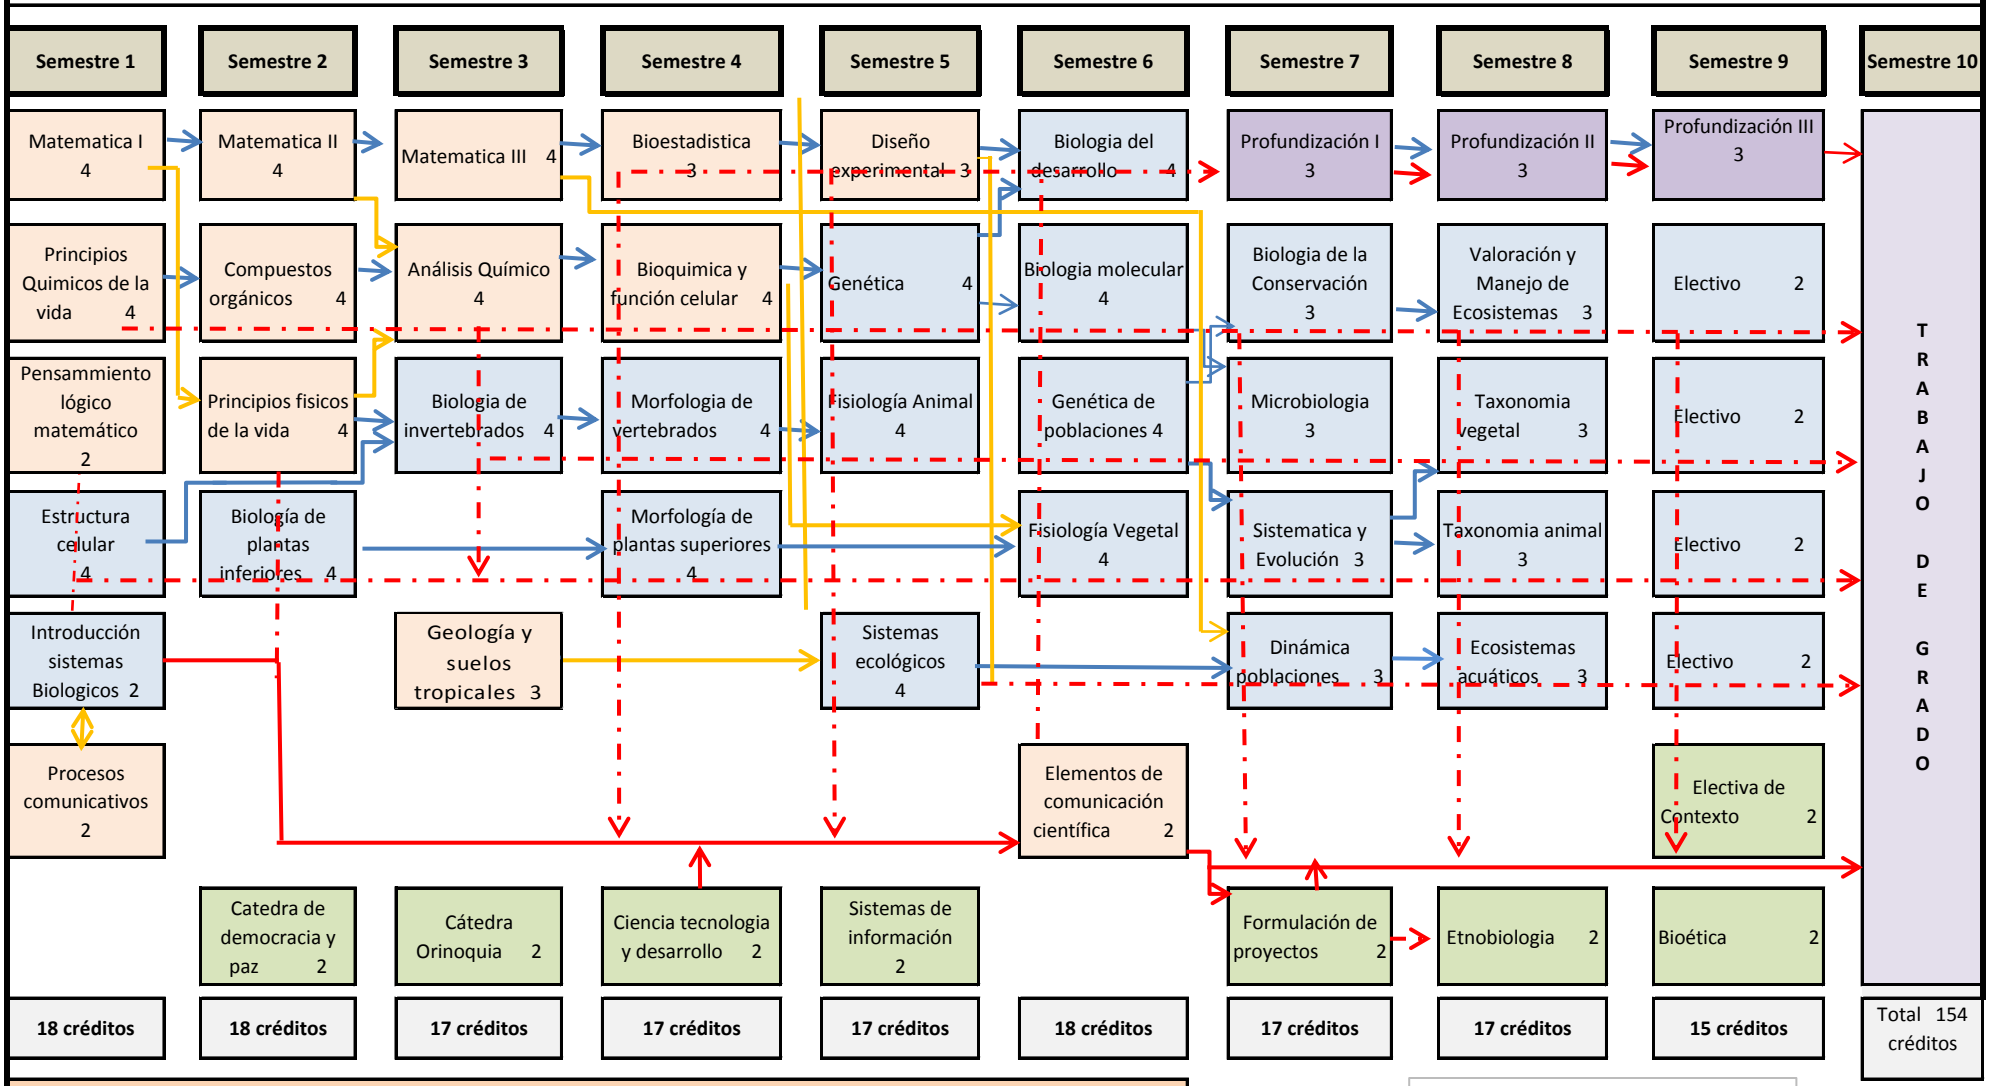 Semestre 1
Semestre 2
Semestre 3
Semestre 4
Semestre 5
Semestre 6
Semestre 7
Semestre 8
Semestre 9
Semestre 10
Matematica I
4
Matematica II
4
Matematica III 4
Bioestadistica
3
Diseño
experimental 3
Biologia del
desarrollo 4
Profundización I
3
Profundización II
3
Profundización III
3
Principios
Quimicos de la
vida 4
Compuestos
orgánicos 4
Análisis Químico
4
Bioquimica y
función celular 4
Genética 4
Biologia molecular
4
Biologia de la
Conservación
3
Valoración y
Manejo de
Ecosistemas 3
Electivo 2
Pensammiento
lógico
matemático
2
Principios fisicos
de la vida 4
Biologia de
invertebrados 4
Morfologia de
vertebrados 4
Fisiología Animal
4
Genética de
poblaciones 4
Microbiologia
3
Taxonomia
vegetal 3
Electivo 2
Estructura
celular
4
Biología de
plantas
inferiores 4
Morfología de
plantas superiores
4
Fisiología Vegetal
4
Sistematica y
Evolución 3
Taxonomia animal
3
Electivo 2
Introducción
sistemas
Biologicos 2
Geología y
suelos
tropicales 3
Sistemas
ecológicos
4
Dinámica
poblaciones 3
Ecosistemas
acuáticos 3
Electivo 2
Procesos
comunicativos
2
Elementos de
comunicación
científica 2
Electiva de
Contexto 2
Catedra de
democracia y
paz 2
Cátedra
Orinoquia 2
Ciencia tecnologia
y desarrollo 2
Sistemas de
información
2
Formulación de
proyectos 2
Etnobiologia 2
Bioética 2
T
R
A
B
A
J
O
D
E
G
R
A
D
O
18 créditos
18 créditos
17 créditos
17 créditos
17 créditos
18 créditos
17 créditos
17 créditos
15 créditos
Total 154
créditos